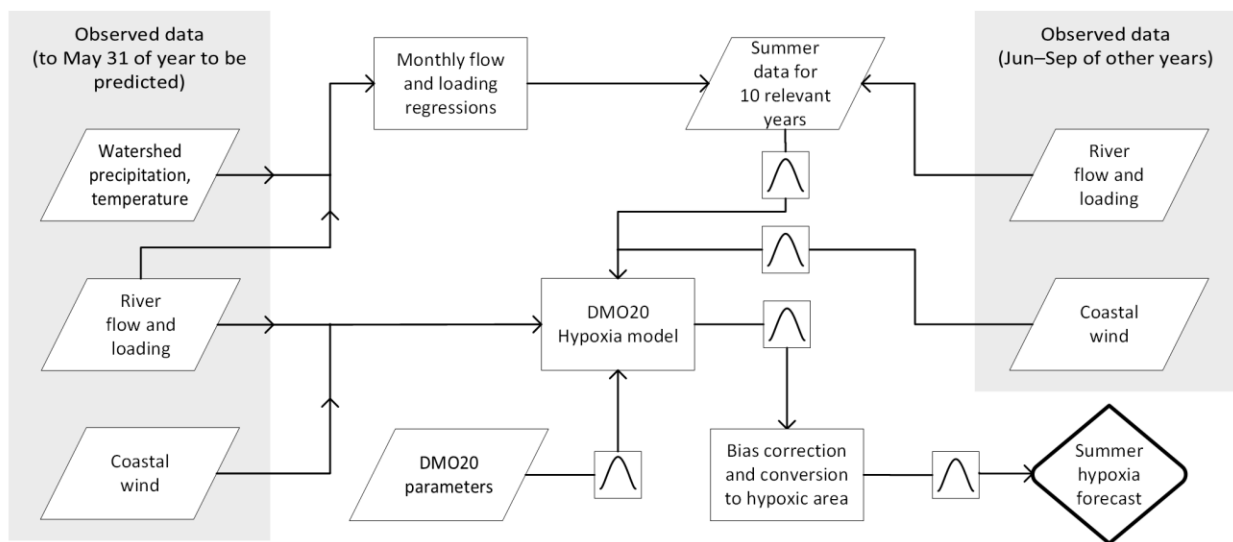 Observed data
(to May 31 of year to be
predicted)
Watershed
precipitation,
temperature
River
flow and
loading
Coastal
wind
Monthly flow
and loading
regressions
Summer
data for
10 relevant
years
DMO20
Hypoxia model
DMO20
parameters
Bias correction
and conversion
to hypoxic area
Summer
hypoxia
forecast
Observed data
(Jun–Sep of other years)
River
flow and
loading
Coastal
wind